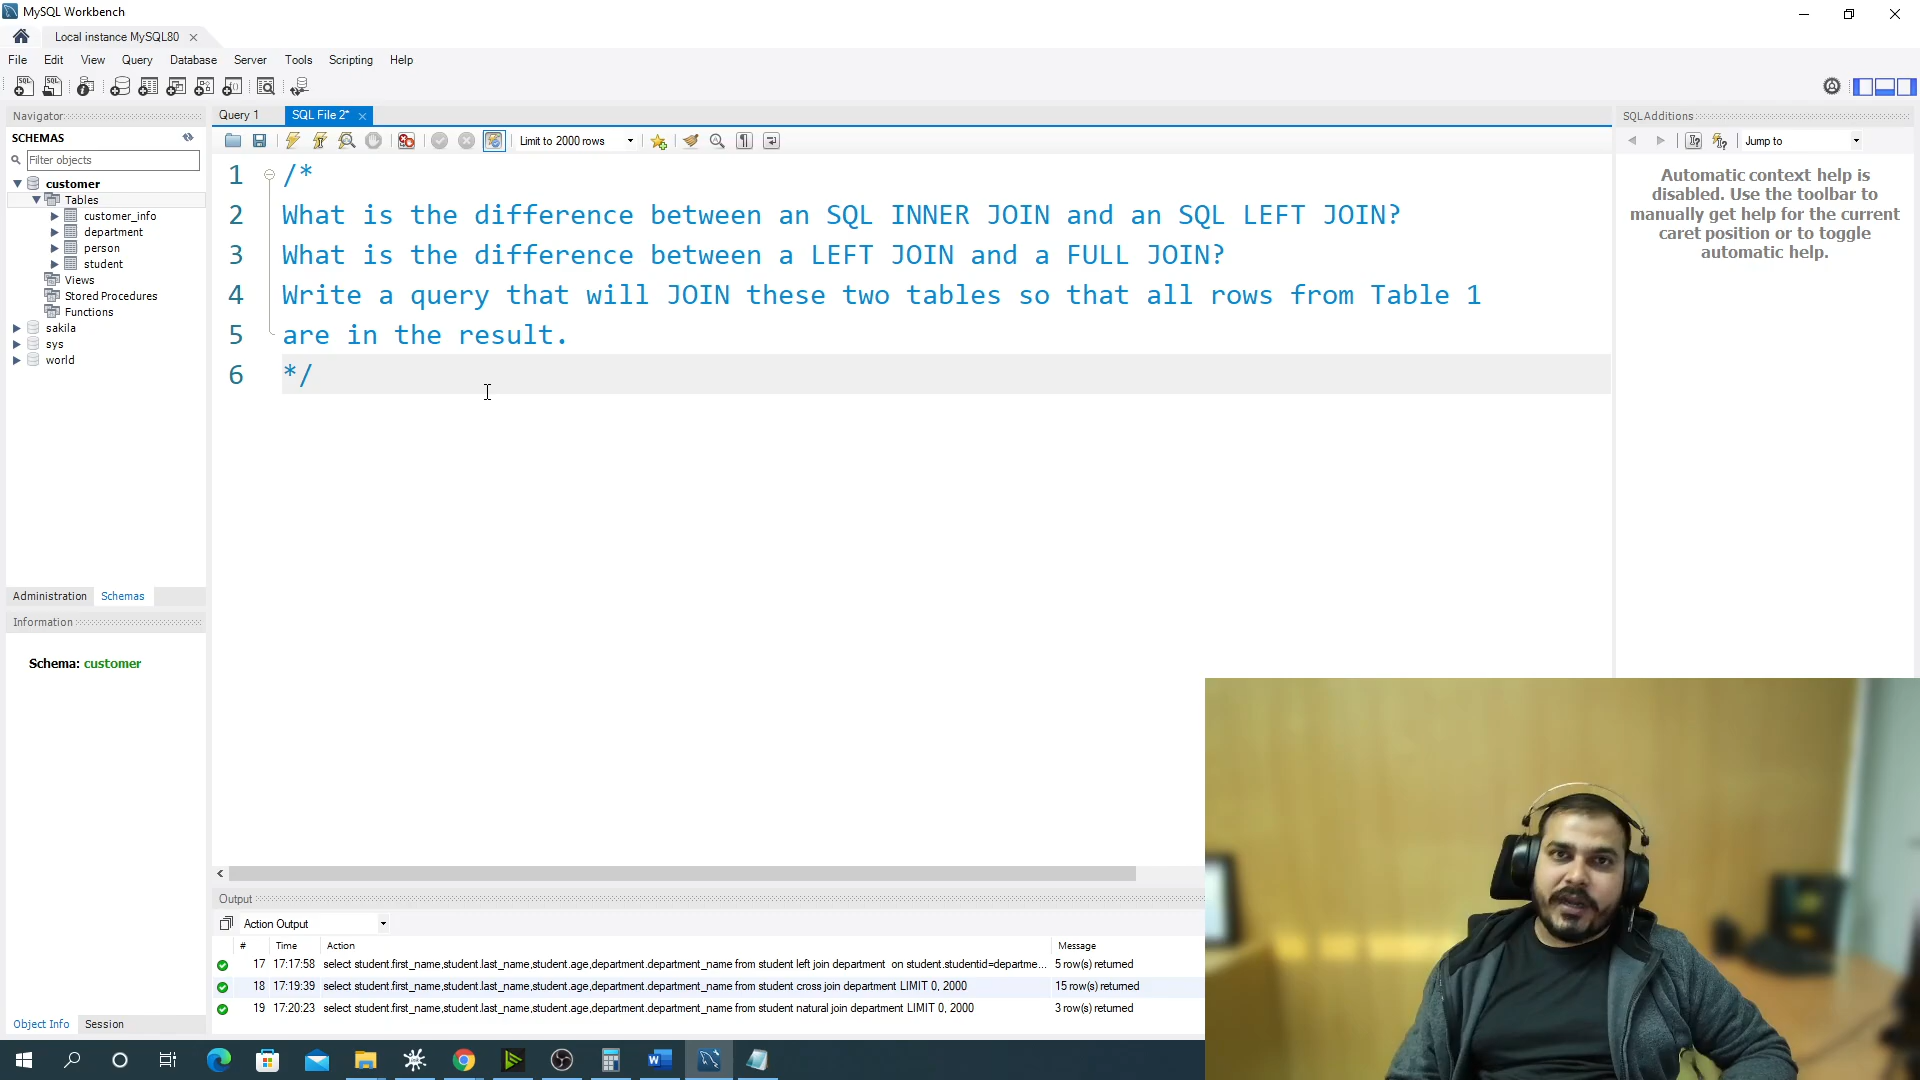 MySQL Workbench
Local instance MySQL80
File Edit View Query Database Server Tools Scripting Help
Navigator
SCHEMAS
Filter objects
customer
Tables
customer_info
department
person
student
Views
Stored Procedures
Functions
sakila
sys
world
Administration Schemas
Information
Schema: customer
Object Info Session
Query 1 SQL File 2*
Limit to 2000 rows
1 /*
2 What is the difference between an SQL INNER JOIN and an SQL LEFT JOIN?
3 What is the difference between a LEFT JOIN and a FULL JOIN?
4 Write a query that will JOIN these two tables so that all rows from Table 1
5 are in the result.
6 */
SQLAdditions
Jump to
Automatic context help is
disabled. Use the toolbar to
manually get help for the current
caret position or to toggle
automatic help.
Output
Action Output
# Time Action Message
17 17:17:58 select student.first_name,student.last_name,student.age,department.department_name from student left join department on student.studentid=departme... 5 row(s) returned
18 17:19:39 select student.first_name,student.last_name,student.age,department.department_name from student cross join department LIMIT 0, 2000 15 row(s) returned
19 17:20:23 select student.first_name,student.last_name,student.age,department.department_name from student natural join department LIMIT 0, 2000 3 row(s) returned